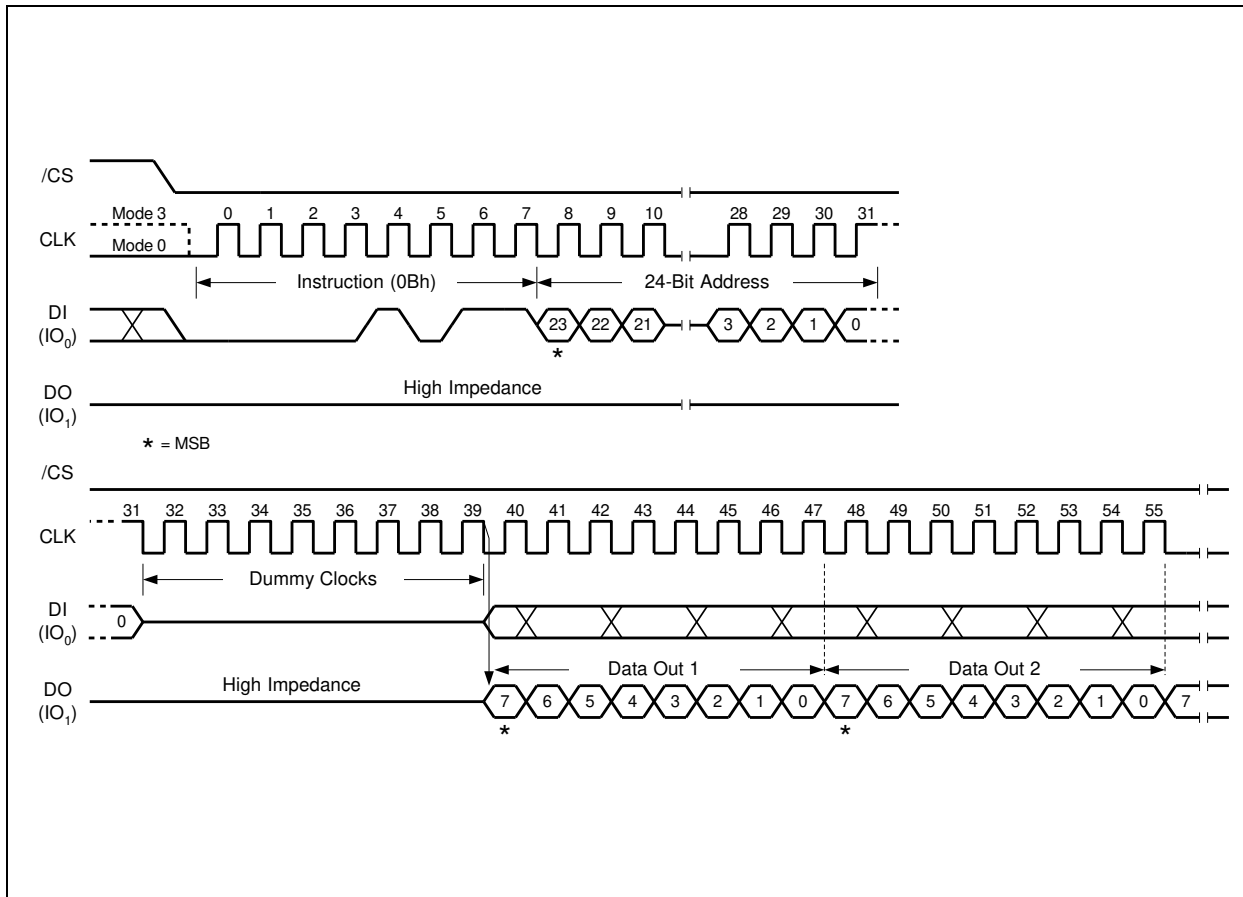 /CS
Mode 3 0 1 2 3 4 5 6 7 8 9 10 28 29 30 31
CLK
Mode 0
Instruction (0Bh) 24-Bit Address
DI
(IO0)
23 22 21 3 2 1 0
*
High Impedance
DO
(IO1)
* = MSB
/CS
31 32 33 34 35 36 37 38 39 40 41 42 43 44 45 46 47 48 49 50 51 52 53 54 55
CLK
Dummy Clocks
DI
(IO0)
0
Data Out 1 Data Out 2
High Impedance
DO
(IO1)
7 6 5 4 3 2 1 0 7 6 5 4 3 2 1 0 7
* *